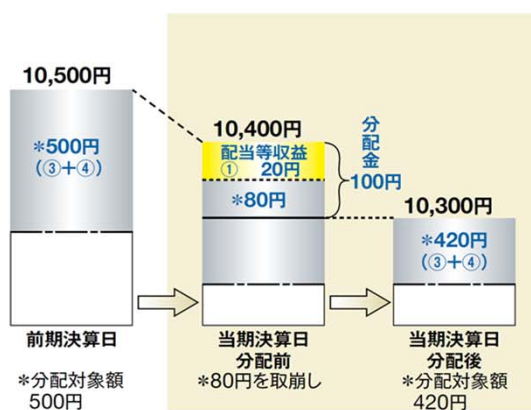 10,500円
*500円
(③+④)
前期決算日
*分配対象額
500円
10,400円
配当等収益
① 20円
*80円
分配金
100円
当期決算日
分配前
*80円を取崩し
10,300円
*420円
(③+④)
当期決算日
分配後
*分配対象額
420円